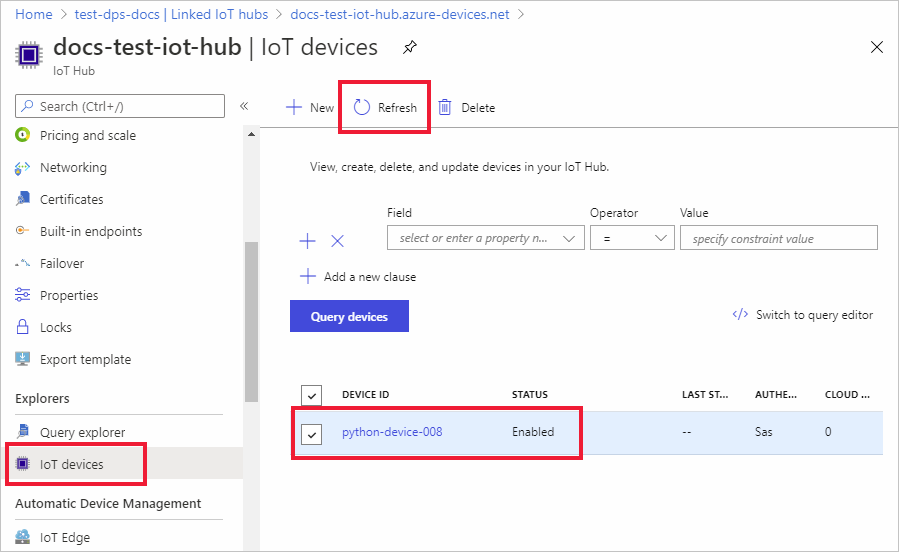 Home > test-dps-docs | Linked IoT hubs > docs-test-iot-hub.azure-devices.net >
docs-test-iot-hub | IoT devices
IoT Hub
Search (Ctrl+/)
«
Pricing and scale
Networking
Certificates
Built-in endpoints
Failover
Properties
Locks
Export template
Explorers
Query explorer
IoT devices
Automatic Device Management
IoT Edge
New Refresh Delete
View, create, delete, and update devices in your IoT Hub.
Field Operator Value
select or enter a property n... = specify constraint value
Add a new clause
Query devices </> Switch to query editor
DEVICE ID STATUS LAST ST... AUTHE... CLOUD ...
python-device-008 Enabled -- Sas 0